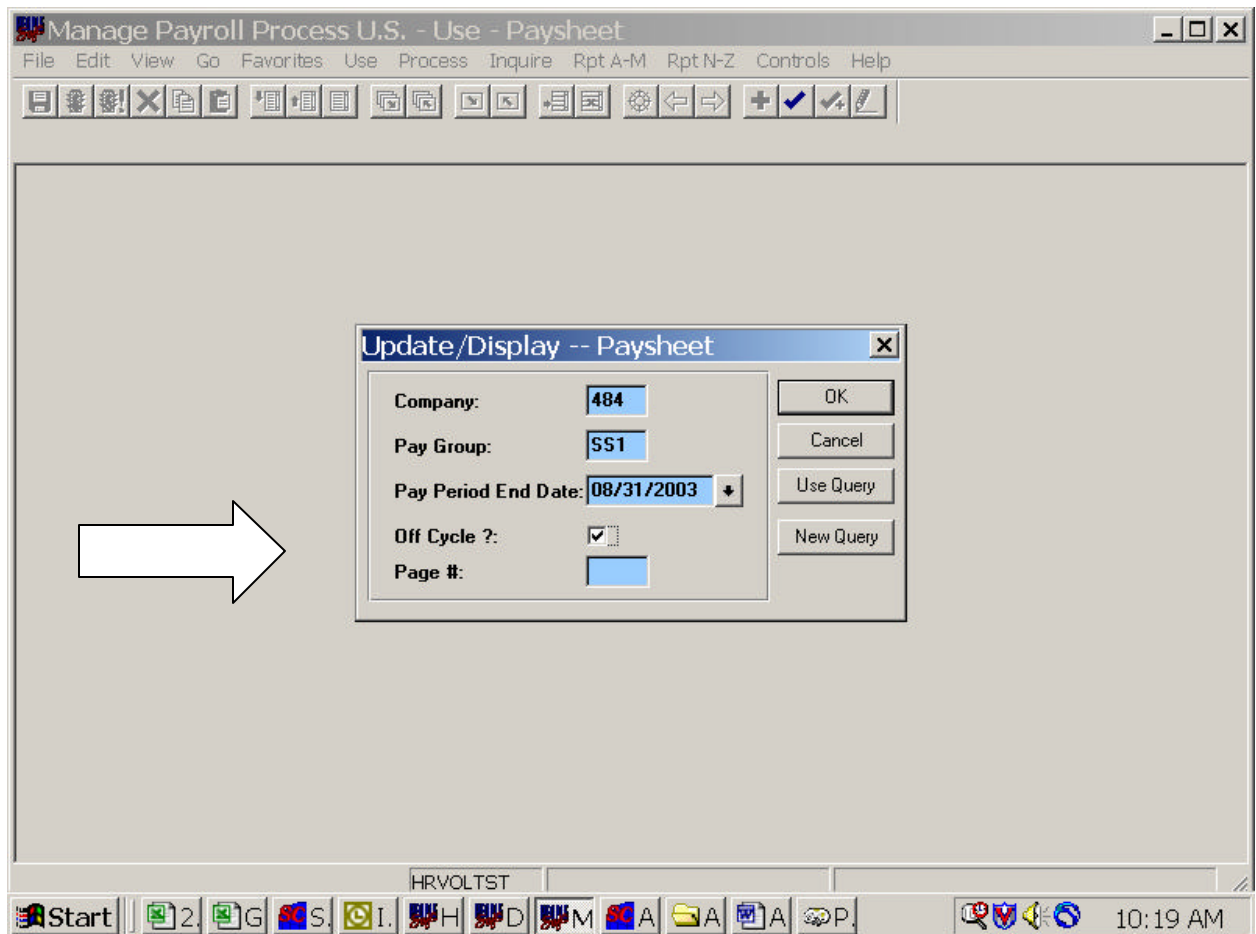 Manage Payroll Process U.S. - Use - Paysheet
File Edit View Go Favorites Use Process Inquire Rpt A-M Rpt N-Z Controls Help
Update/Display -- Paysheet
Company: 484
Pay Group: SS1
Pay Period End Date: 08/31/2003
Off Cycle ?:
Page #:
OK
Cancel
Use Query
New Query
HRVOLTST
Start 2. G S. I. H D M A A A P. 10:19 AM